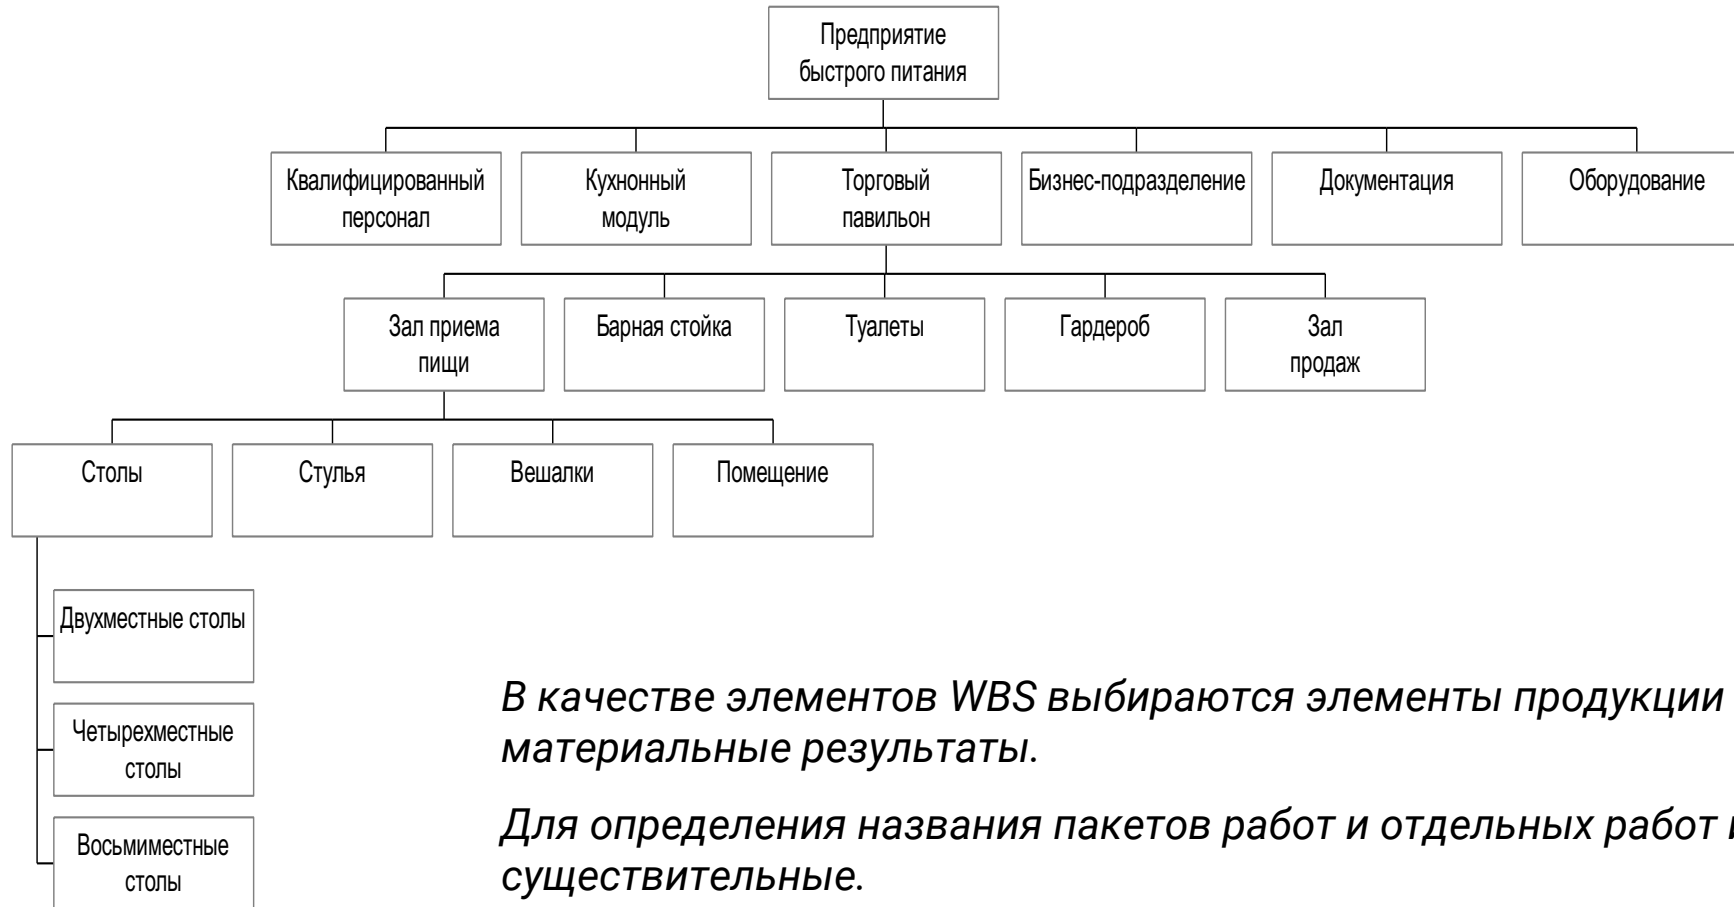 Предприятие
быстрого питания
Квалифицированный
персонал
Кухонный
модуль
Торговый
павильон
Бизнес-подразделение
Документация
Оборудование
Зал приема
пищи
Барная стойка
Туалеты
Гардероб
Зал
продаж
Столы
Стулья
Вешалки
Помещение
Двухместные столы
Четырехместные
столы
Восьмиместные
столы
В качестве элементов WBS выбираются элементы продукции
материальные результаты.
Для определения названия пакетов работ и отдельных работ
существительные.